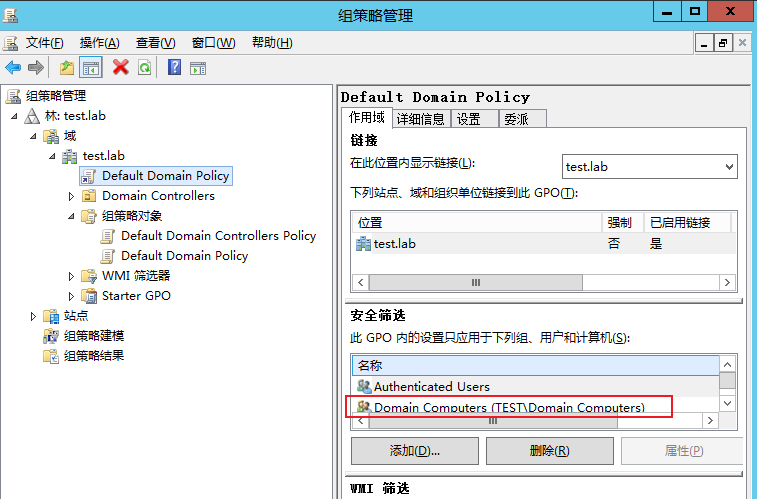 组策略管理
文件(F) 操作(A) 查看(V) 窗口(W) 帮助(H)
组策略管理
林: test.lab
域
test.lab
Default Domain Policy
Domain Controllers
组策略对象
Default Domain Controllers Policy
Default Domain Policy
WMI 筛选器
Starter GPO
站点
组策略建模
组策略结果
Default Domain Policy
作用域 详细信息 设置 委派
链接
在此位置内显示链接(L): test.lab
下列站点、域和组织单位链接到此 GPO(T):
位置 强制 已启用链接
test.lab 否 是
安全筛选
此 GPO 内的设置只应用于下列组、用户和计算机(S):
名称
Authenticated Users
Domain Computers (TEST\Domain Computers)
添加(D)... 删除(R) 属性(P)
WMI 筛选